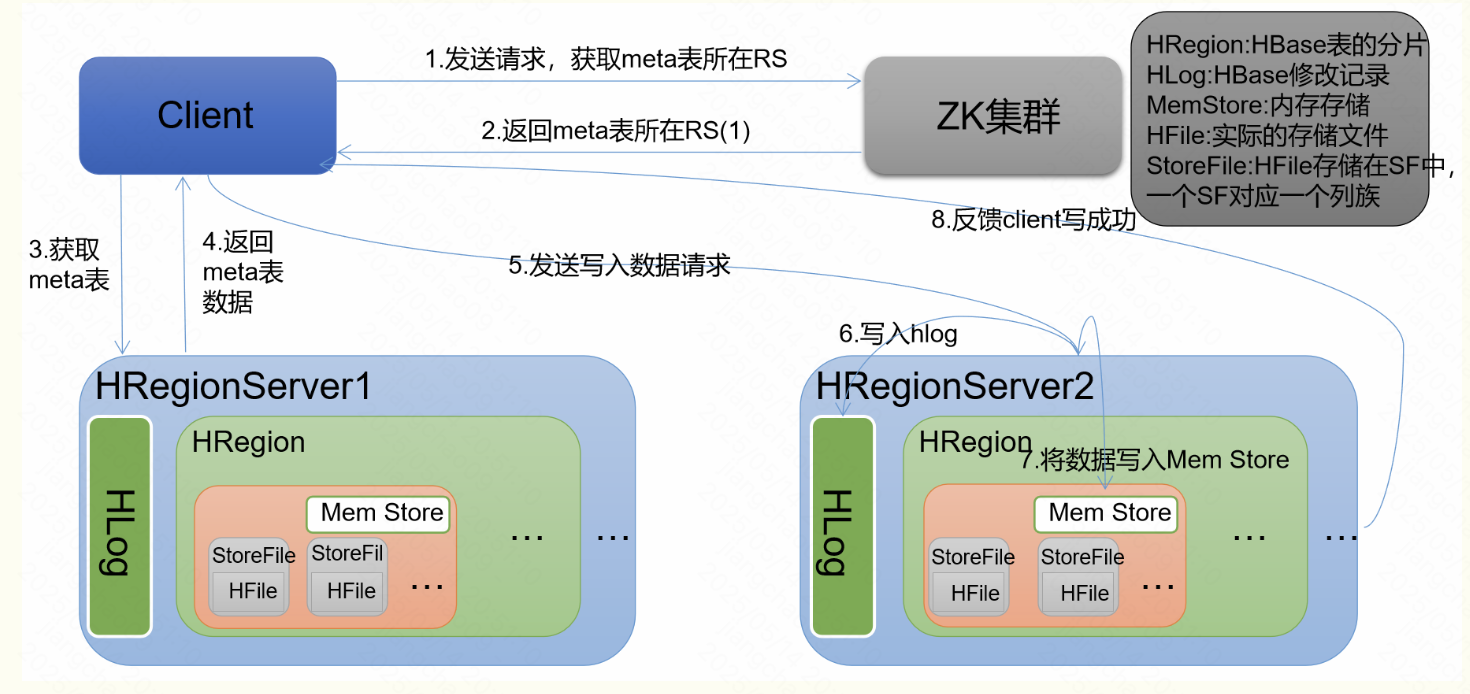 1.发送请求，获取meta表所在RS
Client
ZK集群
2.返回meta表所在RS(1)
HRegion:HBase表的分片
HLog:HBase修改记录
MemStore:内存存储
HFile:实际的存储文件
StoreFile:HFile存储在SF中，
一个SF对应一个列族
3.获取
meta表
4.返回
meta表
数据
5.发送写入数据请求
8.反馈client写成功
6.写入hlog
HRegionServer1
HLog
HRegion
Mem Store
StoreFile
HFile
StoreFil
HFile
...
...
...
HRegionServer2
HLog
HRegion
7.将数据写入Mem Store
Mem Store
StoreFile
HFile
StoreFile
HFile
...
...
...